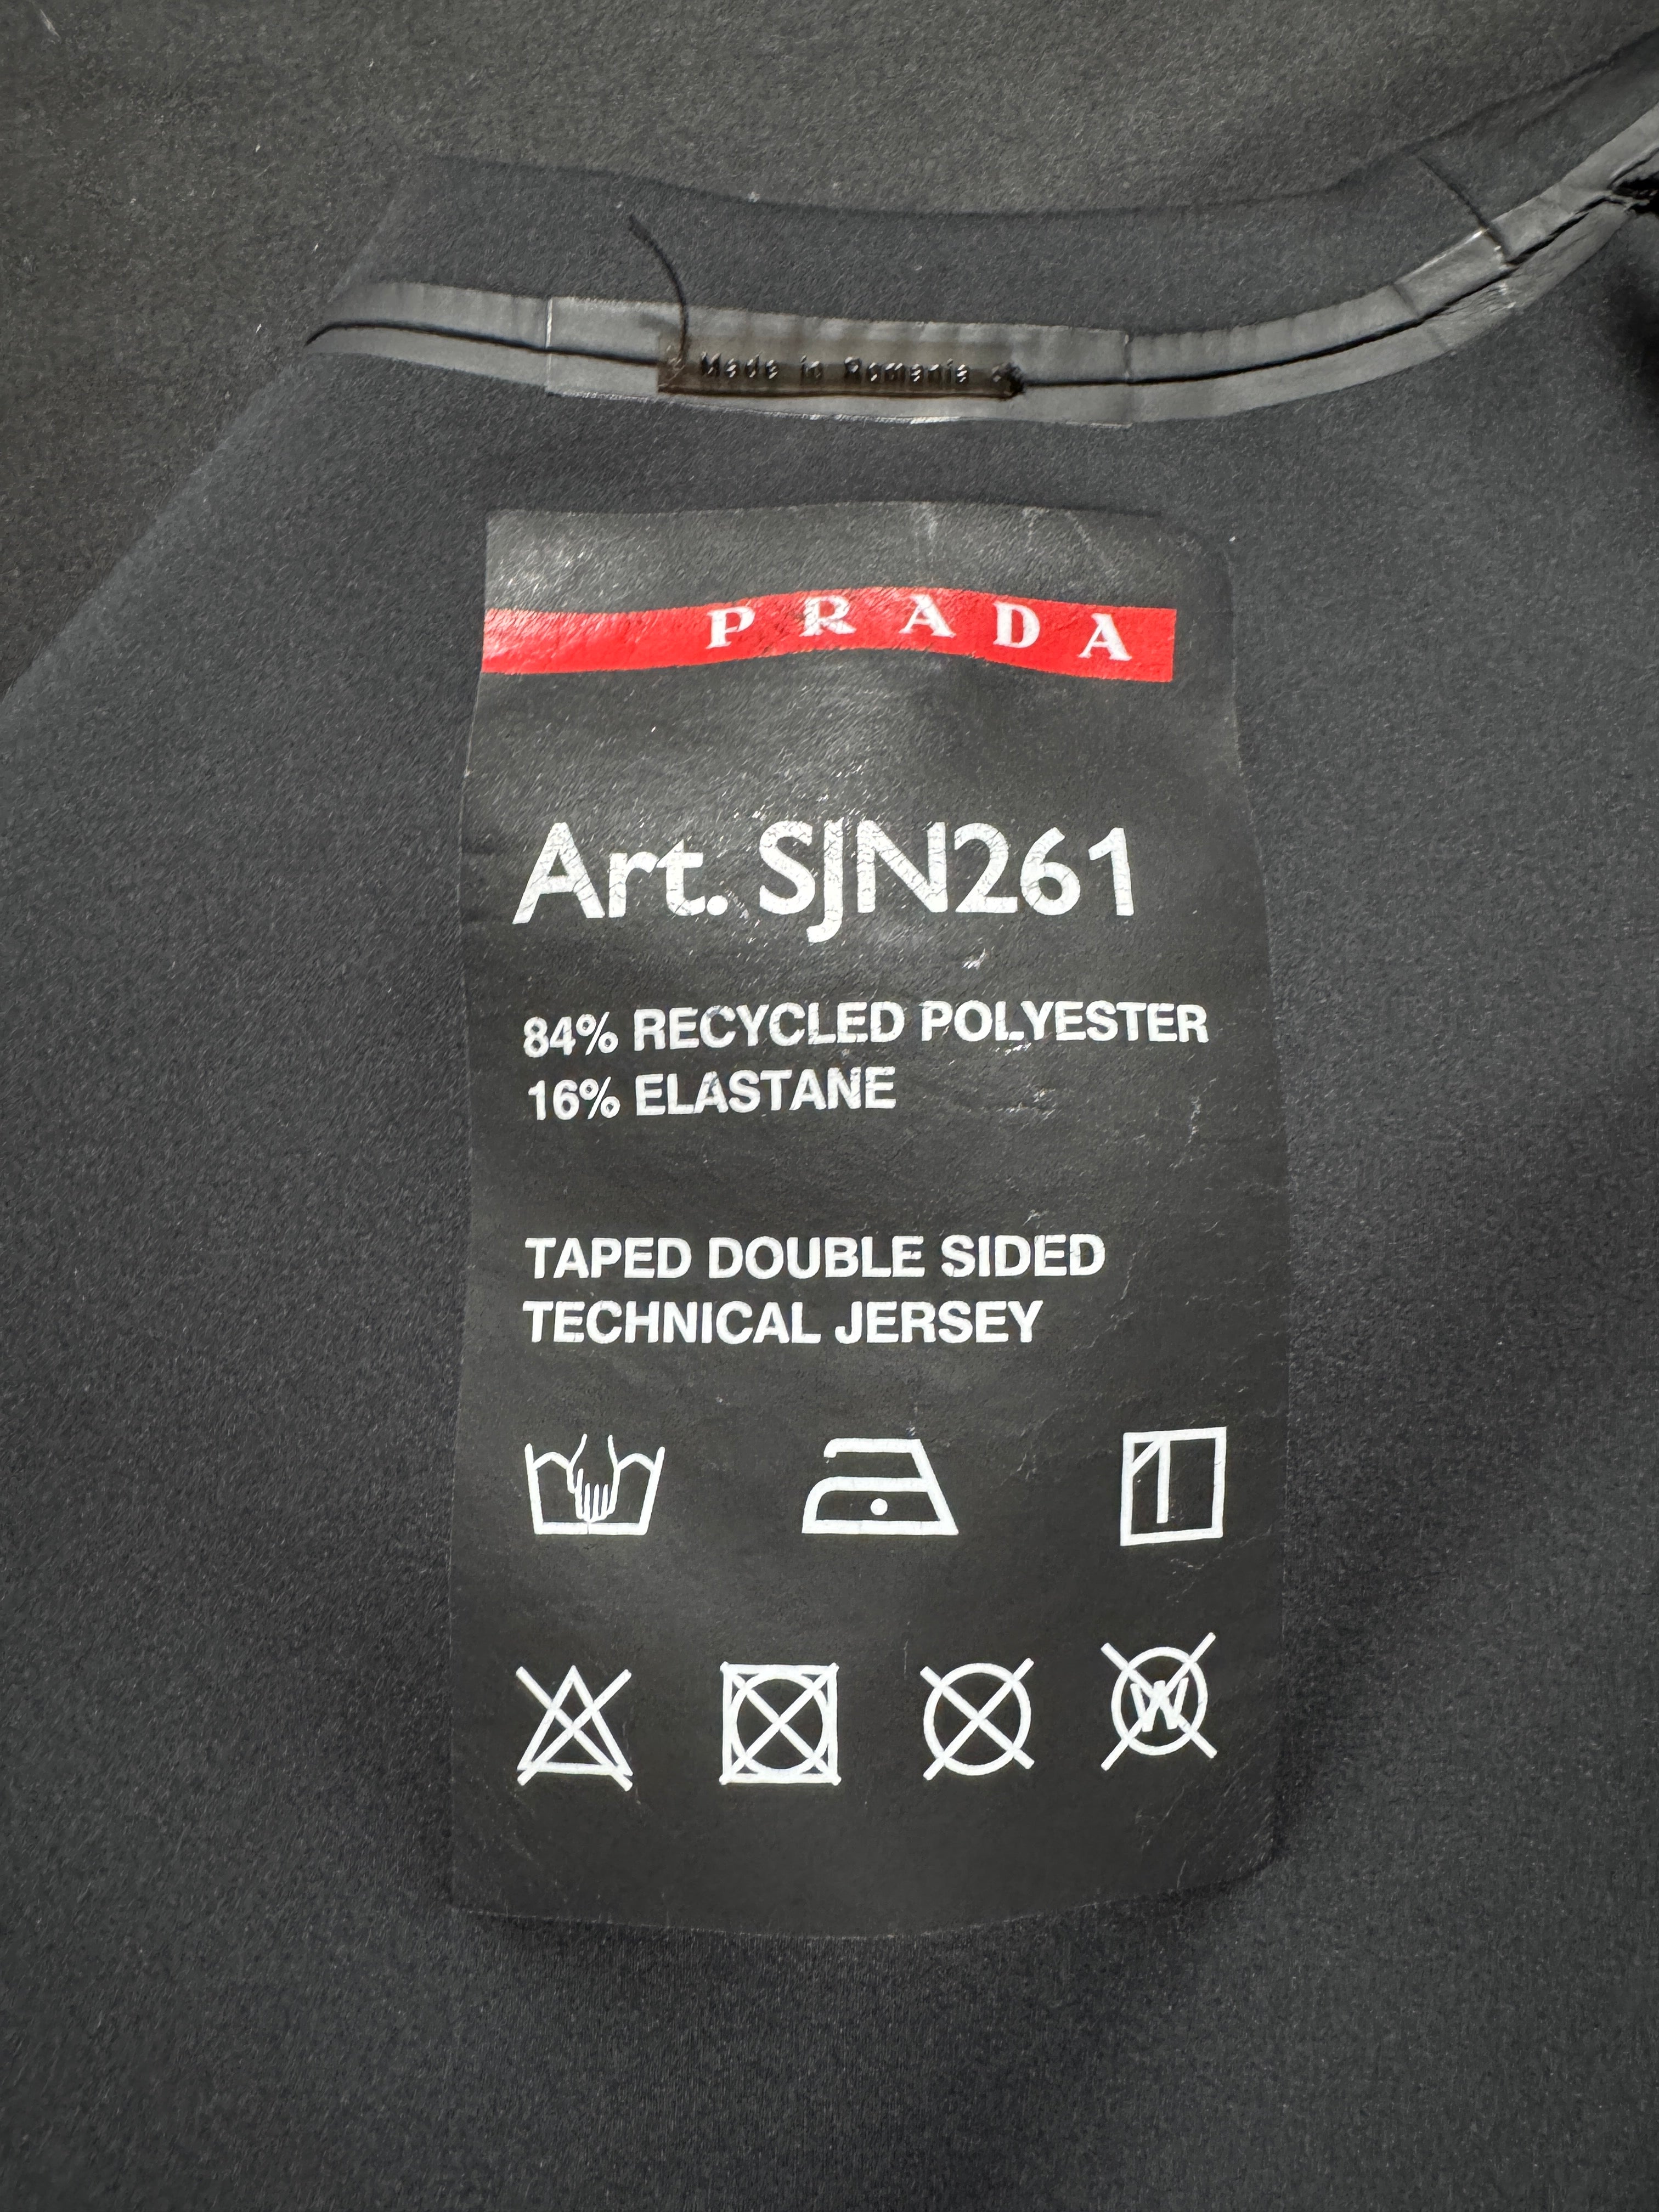 Made in Romania
PRADA
Art. SJN261
84% RECYCLED POLYESTER
16% ELASTANE
TAPED DOUBLE SIDED
TECHNICAL JERSEY
W